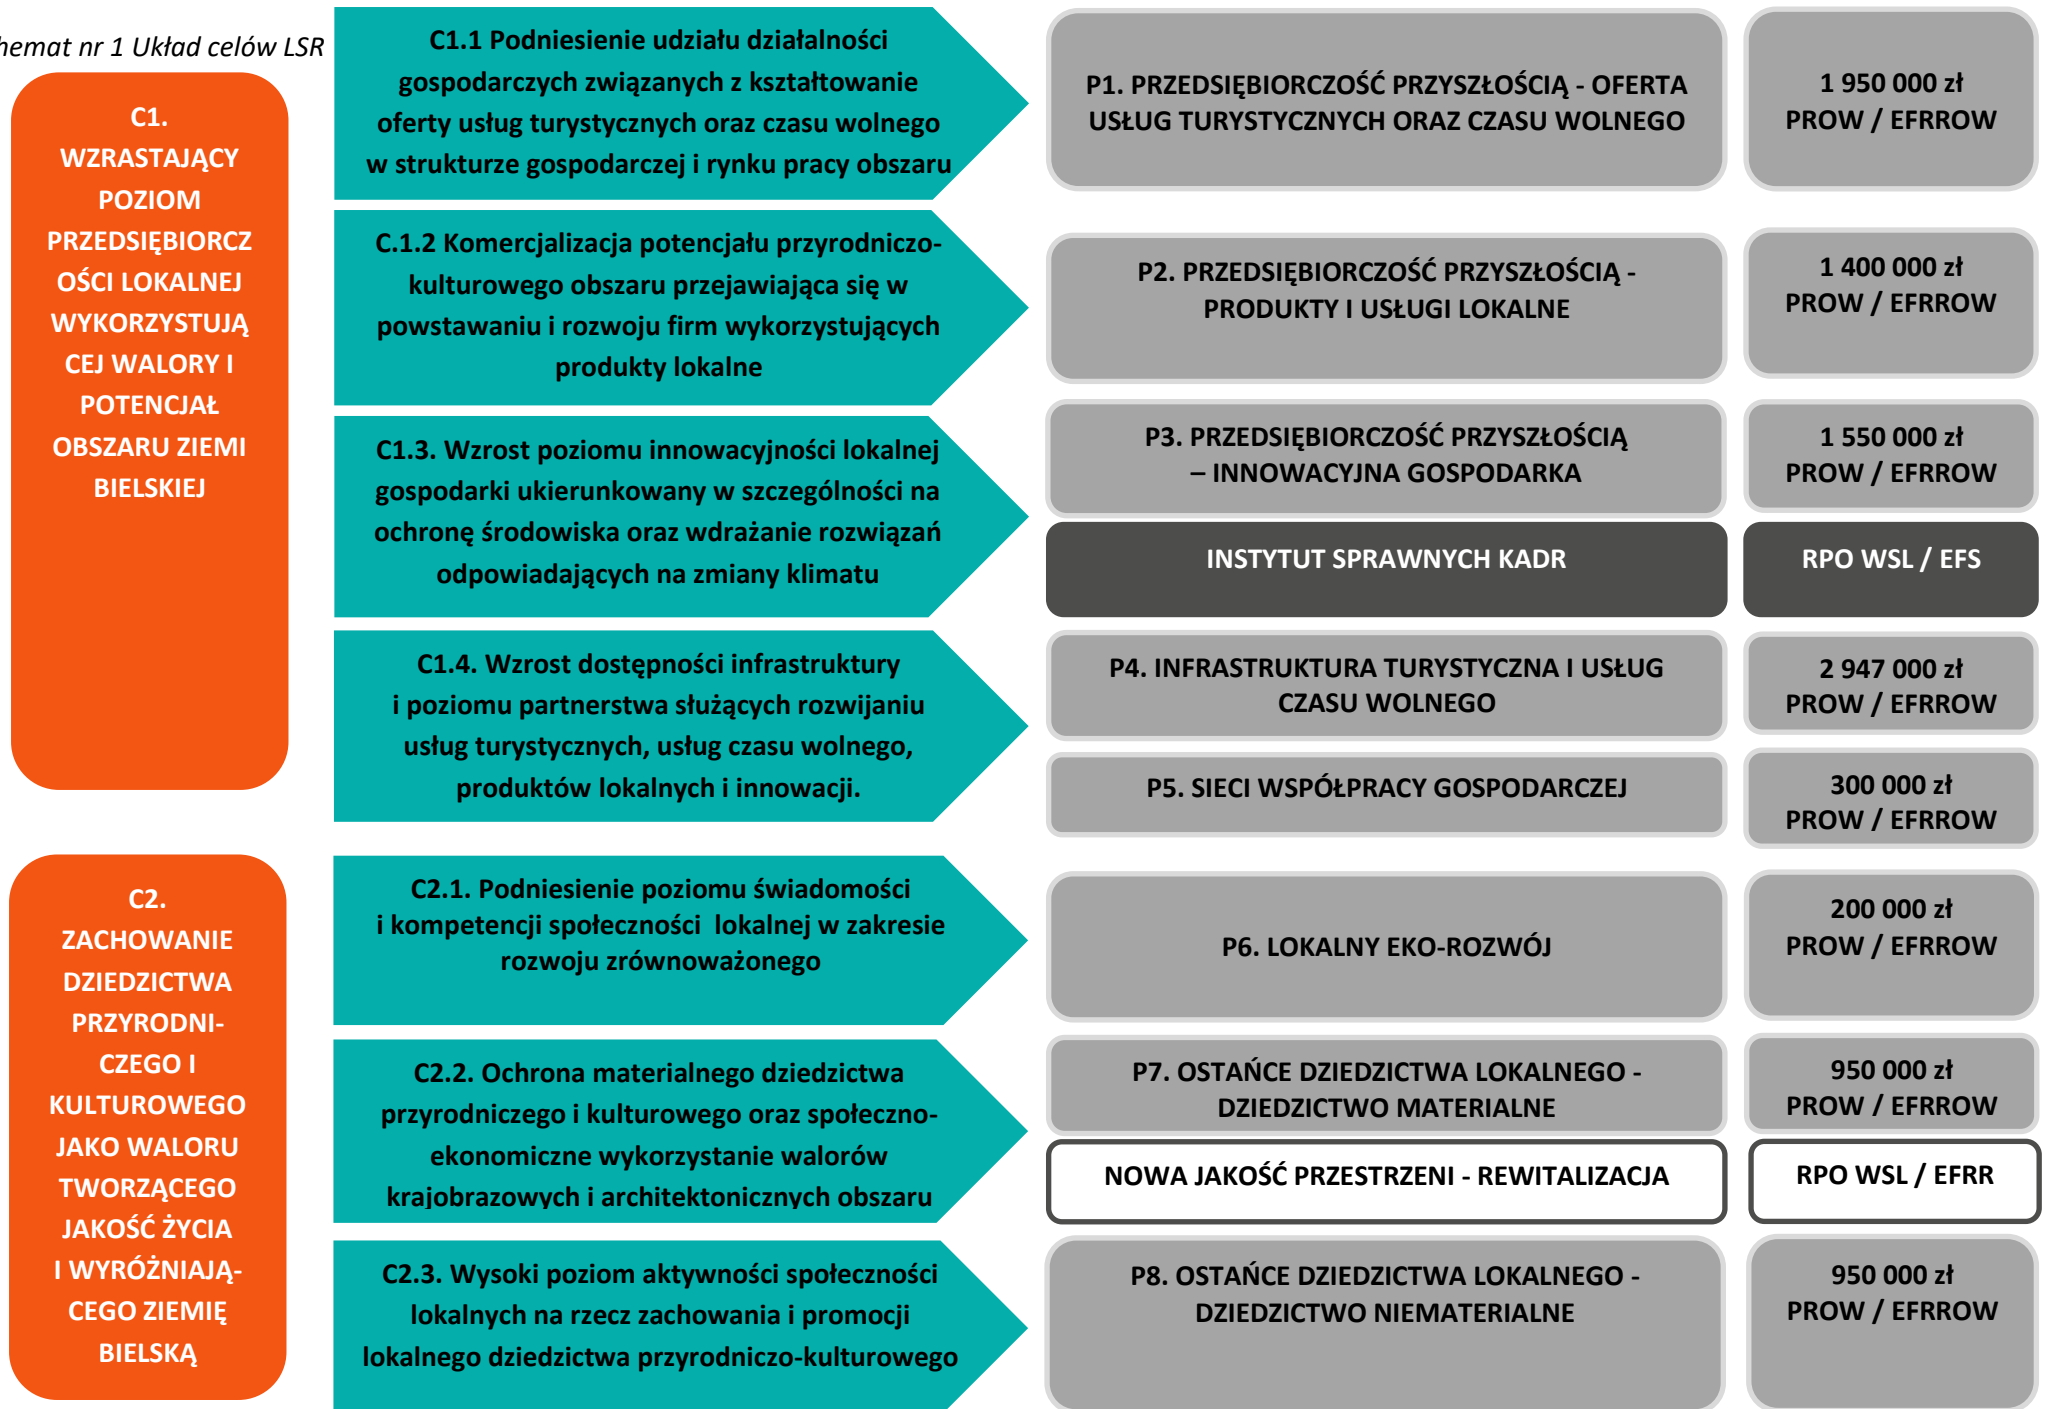 hemat nr 1 Układ celów LSR
C1.
WZRASTAJĄCY
POZIOM
PRZEDSIĘBIORCZ
OŚCI LOKALNEJ
WYKORZYSTUJĄ
CEJ WALORY I
POTENCJAŁ
OBSZARU ZIEMI
BIELSKIEJ
C1.1 Podniesienie udziału działalności
gospodarczych związanych z kształtowanie
oferty usług turystycznych oraz czasu wolnego
w strukturze gospodarczej i rynku pracy obszaru
P1. PRZEDSIĘBIORCZOŚĆ PRZYSZŁOŚCIĄ - OFERTA
USŁUG TURYSTYCZNYCH ORAZ CZASU WOLNEGO
1 950 000 zł
PROW / EFRROW
C.1.2 Komercjalizacja potencjału przyrodniczo-
kulturowego obszaru przejawiająca się w
powstawaniu i rozwoju firm wykorzystujących
produkty lokalne
P2. PRZEDSIĘBIORCZOŚĆ PRZYSZŁOŚCIĄ -
PRODUKTY I USŁUGI LOKALNE
1 400 000 zł
PROW / EFRROW
C1.3. Wzrost poziomu innowacyjności lokalnej
gospodarki ukierunkowany w szczególności na
ochronę środowiska oraz wdrażanie rozwiązań
odpowiadających na zmiany klimatu
P3. PRZEDSIĘBIORCZOŚĆ PRZYSZŁOŚCIĄ
– INNOWACYJNA GOSPODARKA
1 550 000 zł
PROW / EFRROW
INSTYTUT SPRAWNYCH KADR
RPO WSL / EFS
C1.4. Wzrost dostępności infrastruktury
i poziomu partnerstwa służących rozwijaniu
usług turystycznych, usług czasu wolnego,
produktów lokalnych i innowacji.
P4. INFRASTRUKTURA TURYSTYCZNA I USŁUG
CZASU WOLNEGO
2 947 000 zł
PROW / EFRROW
P5. SIECI WSPÓŁPRACY GOSPODARCZEJ
300 000 zł
PROW / EFRROW
C2.
ZACHOWANIE
DZIEDZICTWA
PRZYRODNI-
CZEGO I
KULTUROWEGO
JAKO WALORU
TWORZĄCEGO
JAKOŚĆ ŻYCIA
I WYRÓŻNIAJĄ-
CEGO ZIEMIĘ
BIELSKĄ
C2.1. Podniesienie poziomu świadomości
i kompetencji społeczności  lokalnej w zakresie
rozwoju zrównoważonego
P6. LOKALNY EKO-ROZWÓJ
200 000 zł
PROW / EFRROW
C2.2. Ochrona materialnego dziedzictwa
przyrodniczego i kulturowego oraz społeczno-
ekonomiczne wykorzystanie walorów
krajobrazowych i architektonicznych obszaru
P7. OSTAŃCE DZIEDZICTWA LOKALNEGO -
DZIEDZICTWO MATERIALNE
950 000 zł
PROW / EFRROW
NOWA JAKOŚĆ PRZESTRZENI - REWITALIZACJA
RPO WSL / EFRR
C2.3. Wysoki poziom aktywności społeczności
lokalnych na rzecz zachowania i promocji
lokalnego dziedzictwa przyrodniczo-kulturowego
P8. OSTAŃCE DZIEDZICTWA LOKALNEGO -
DZIEDZICTWO NIEMATERIALNE
950 000 zł
PROW / EFRROW